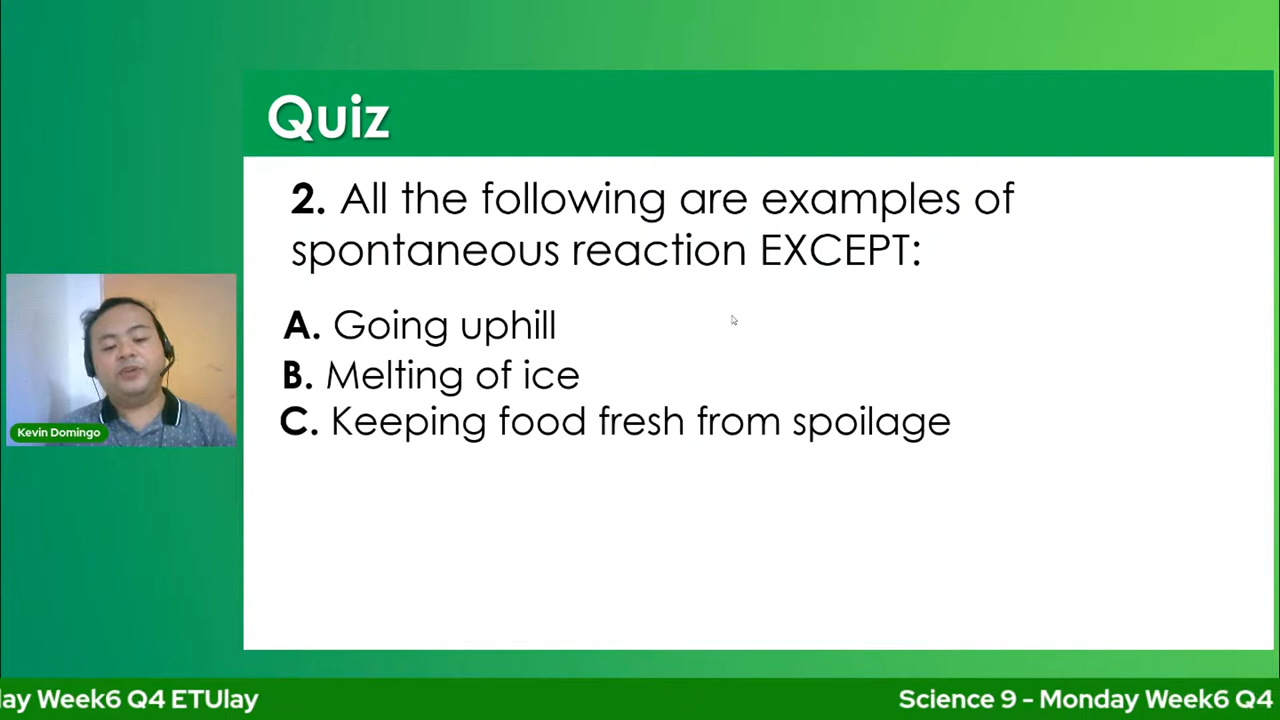 Quiz
2. All the following are examples of
spontaneous reaction EXCEPT:
A. Going uphill
B. Melting of ice
C. Keeping food fresh from spoilage
Kevin Domingo
Week6 Q4 ETUlay
Science 9 - Monday Week6 Q4